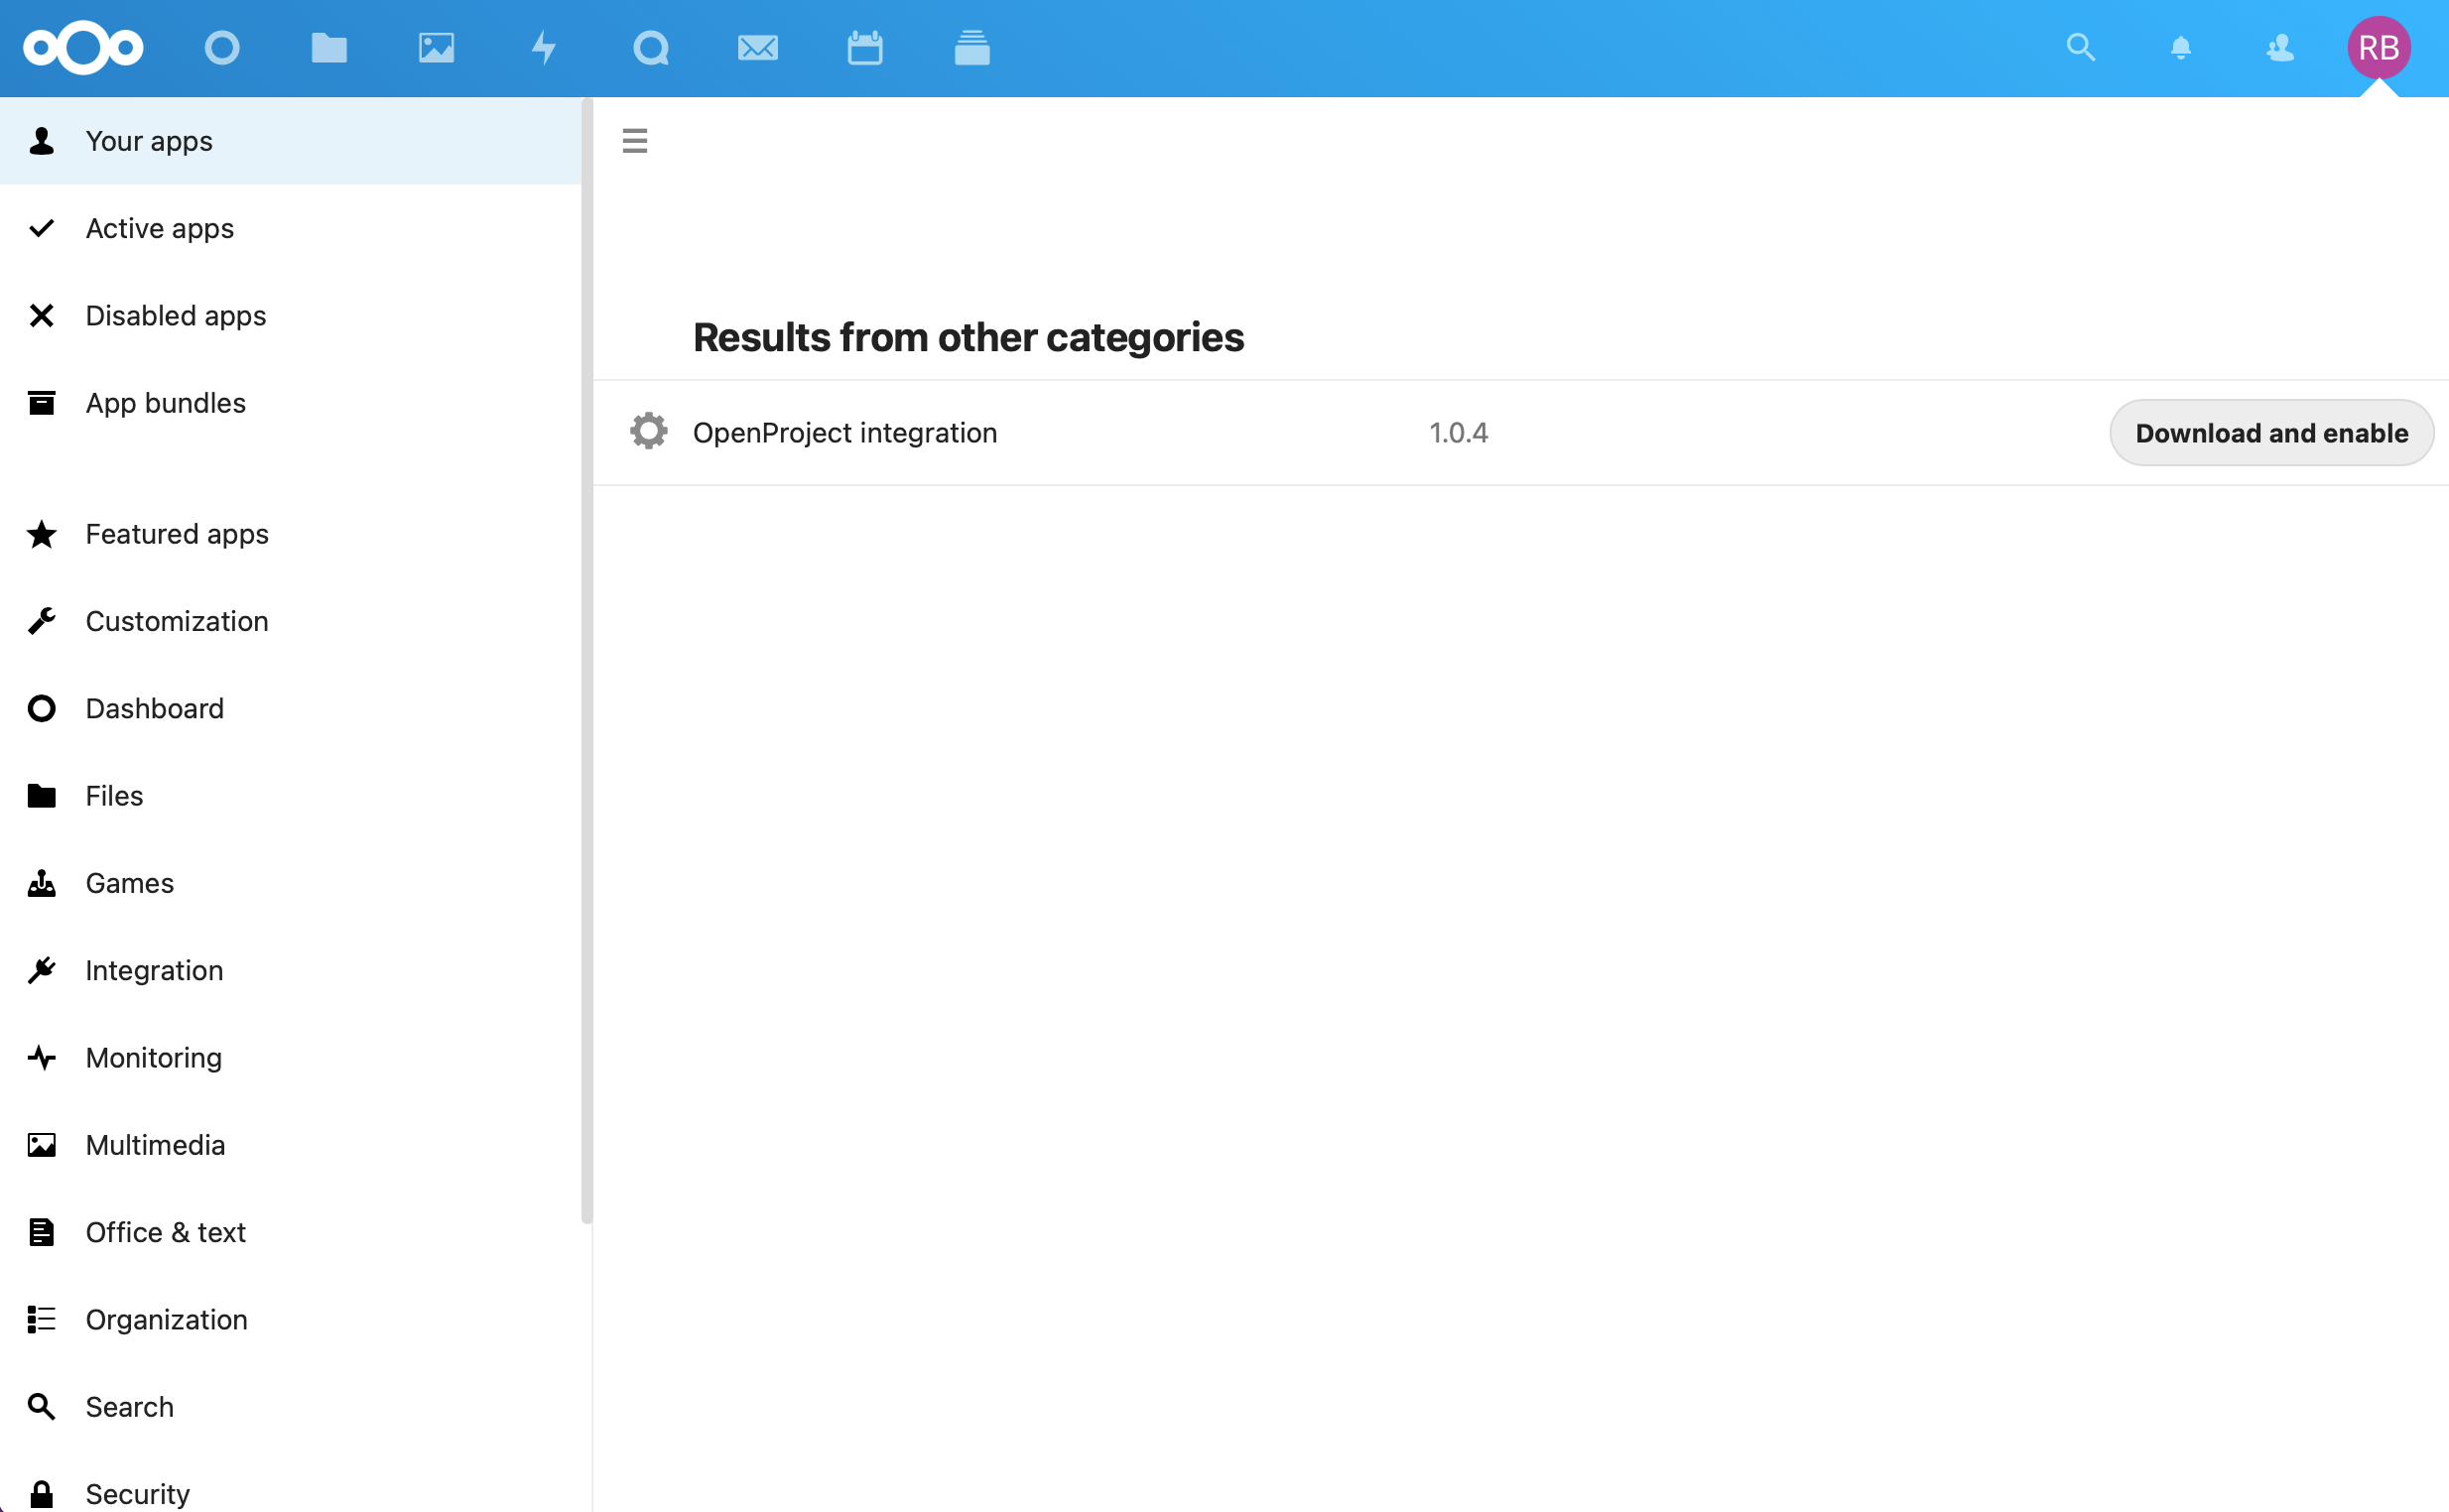 RB
Your apps
Active apps
Disabled apps
App bundles
Featured apps
Customization
Dashboard
Files
Games
Integration
Monitoring
Multimedia
Office & text
Organization
Search
Security
Results from other categories
OpenProject integration 1.0.4 Download and enable